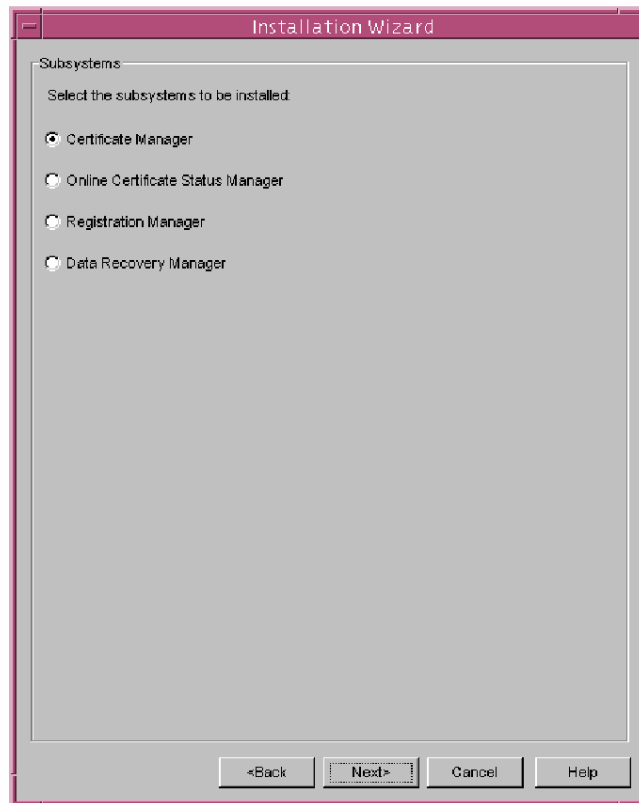 Installation Wizard
Subsystems
Select the subsystems to be installed:
Certificate Manager
Online Certificate Status Manager
Registration Manager
Data Recovery Manager
<Back Next> Cancel Help